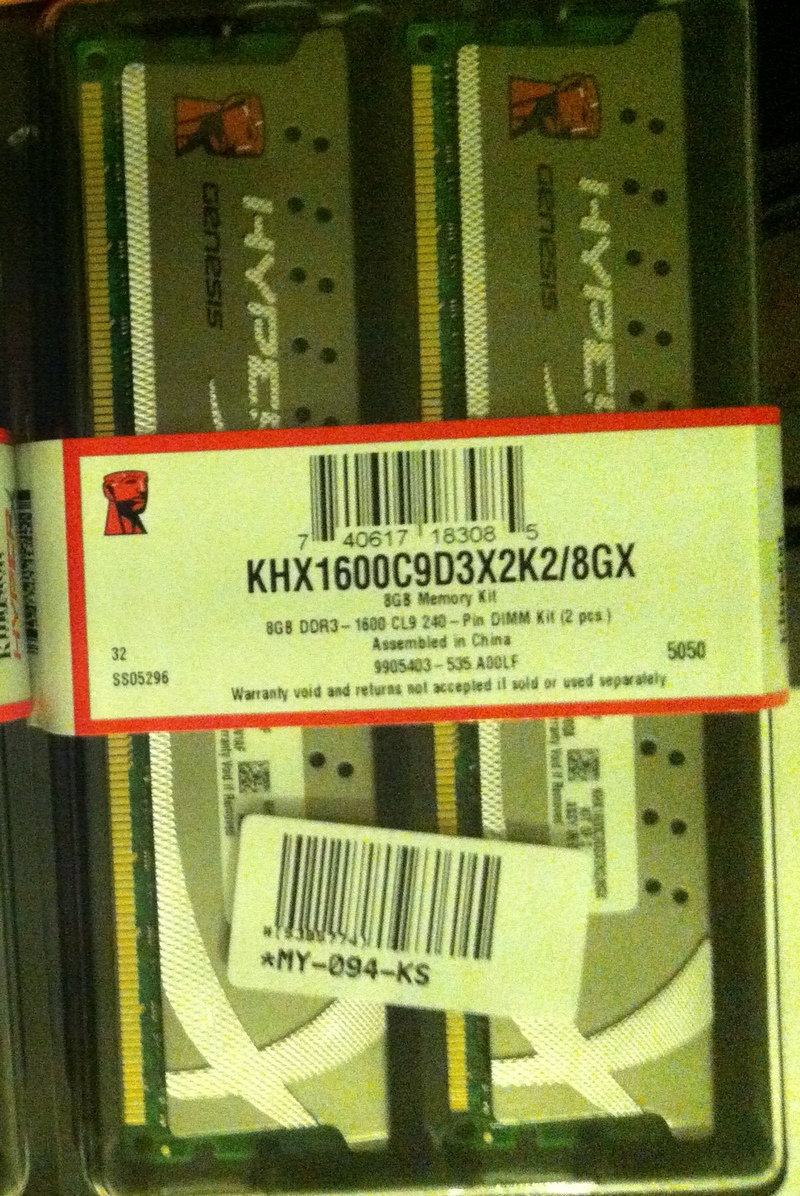 GENESIS
HYPE
GENESIS
HYPE
7 40617 18308 5
KHX1600C9D3X2K2/8GX
8GB Memory Kit
8GB DDR3-1600 CL9 240-Pin DIMM Kit (2 pcs.)
Assembled in China
32
9905403-535.A00LF
5050
SS05296
Warranty void and returns not accepted if sold or used separately
*MY-094-KS